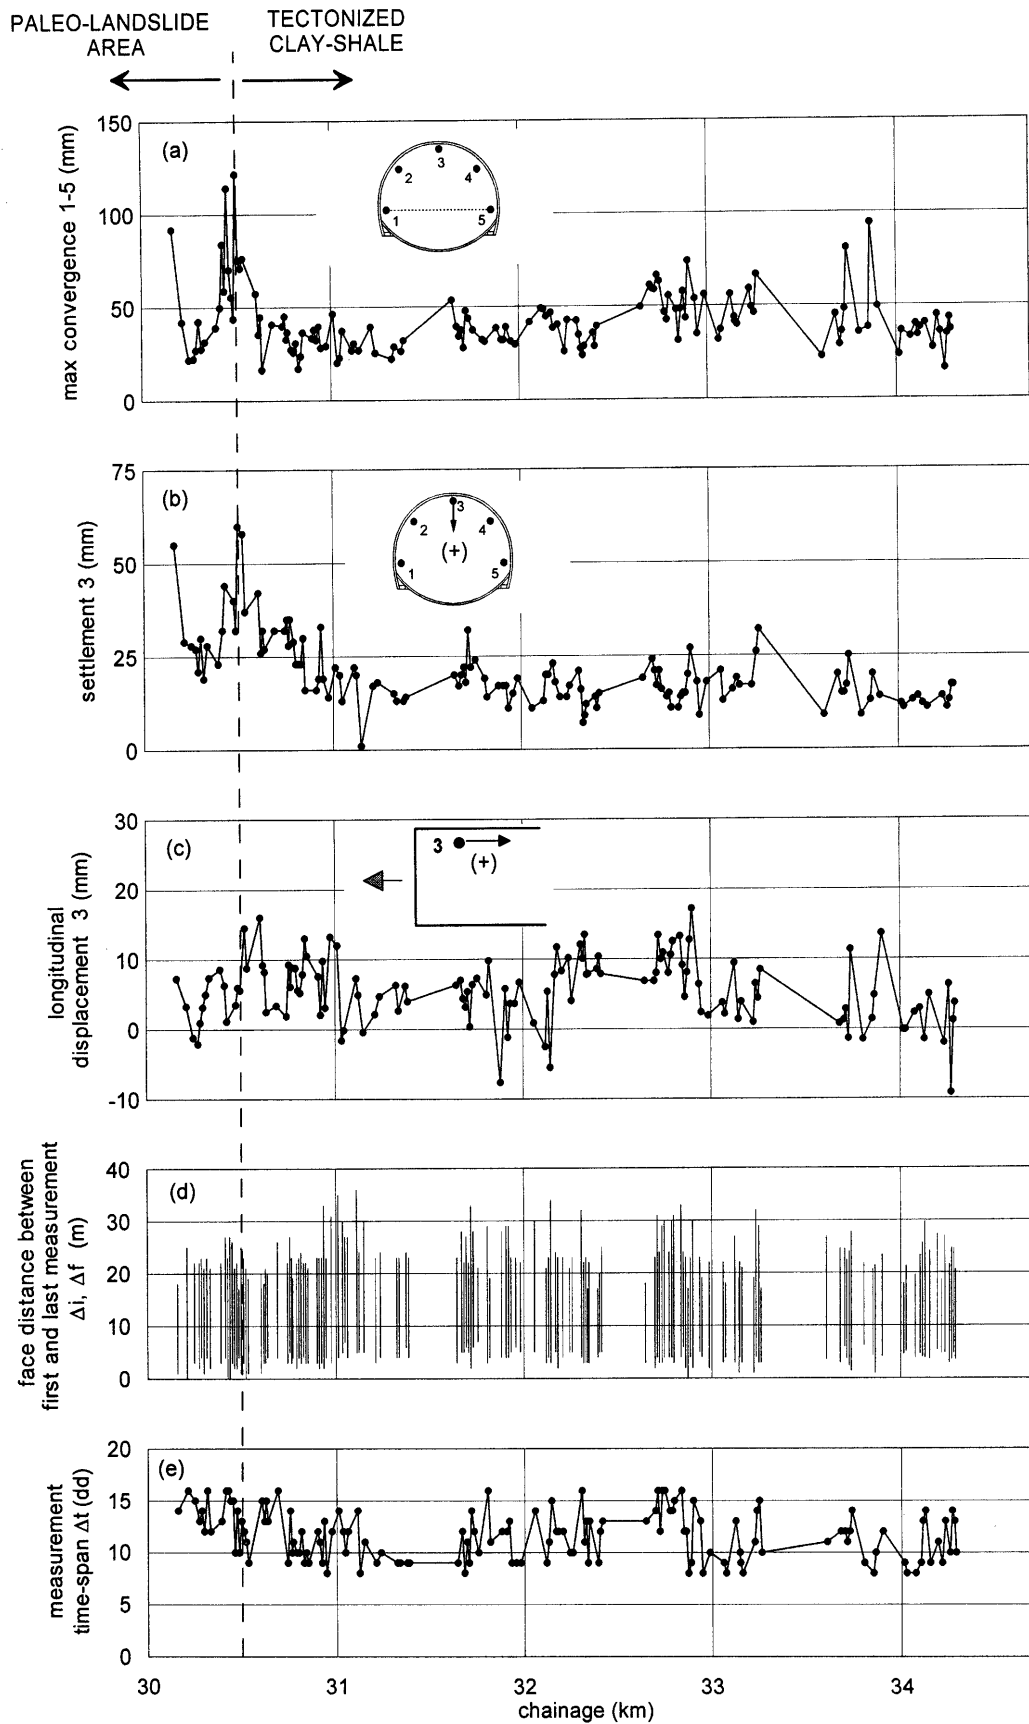 PALEO-LANDSLIDE
AREA
TECTONIZED
CLAY-SHALE
max convergence 1-5 (mm)
150
100
50
0
(a)
1
2
3
4
5
settlement 3 (mm)
75
50
25
0
(b)
1
2
3
4
5
(+)
longitudinal
displacement 3 (mm)
30
20
10
0
-10
(c)
3
(+)
face distance between
first and last measurement
Δi, Δf (m)
40
30
20
10
0
(d)
measurement
time-span Δt (dd)
20
15
10
5
0
(e)
30
31
32
33
34
chainage (km)